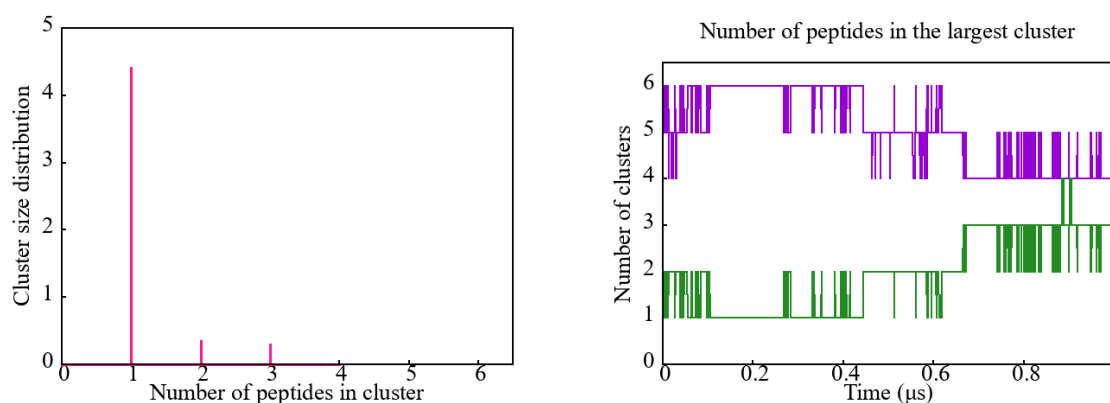 Cluster size distribution
5
4
3
2
1
0
0 1 2 3 4 5 6
Number of peptides in cluster
Number of peptides in the largest cluster
Number of clusters
6
5
4
3
2
1
0
0 0.2 0.4 0.6 0.8
Time (μs)